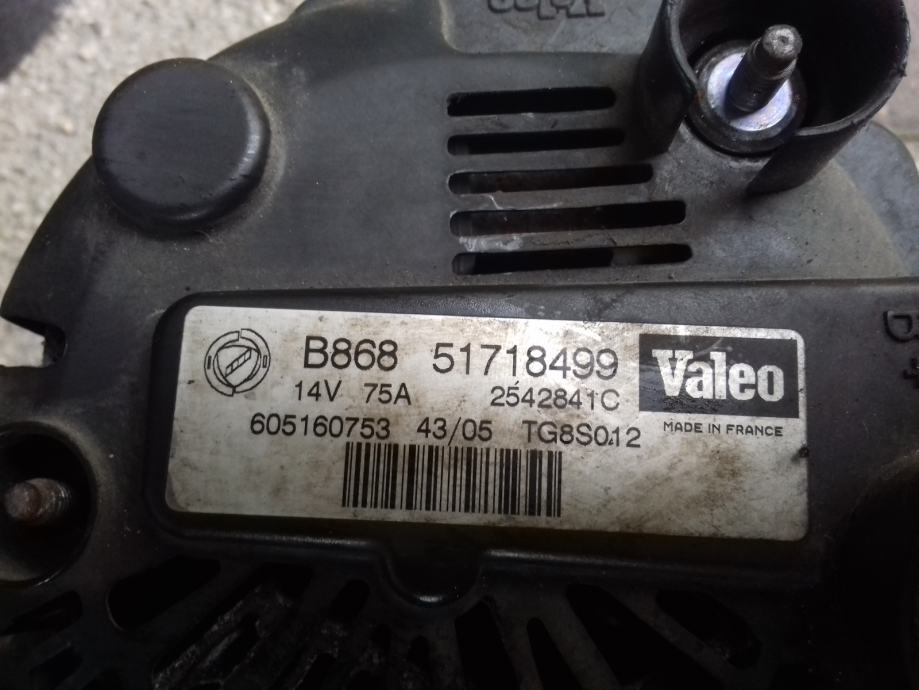 B868 51718499 Valeo
14V 75A 2542841C
MADE IN FRANCE
605160753 43/05 TG8S012